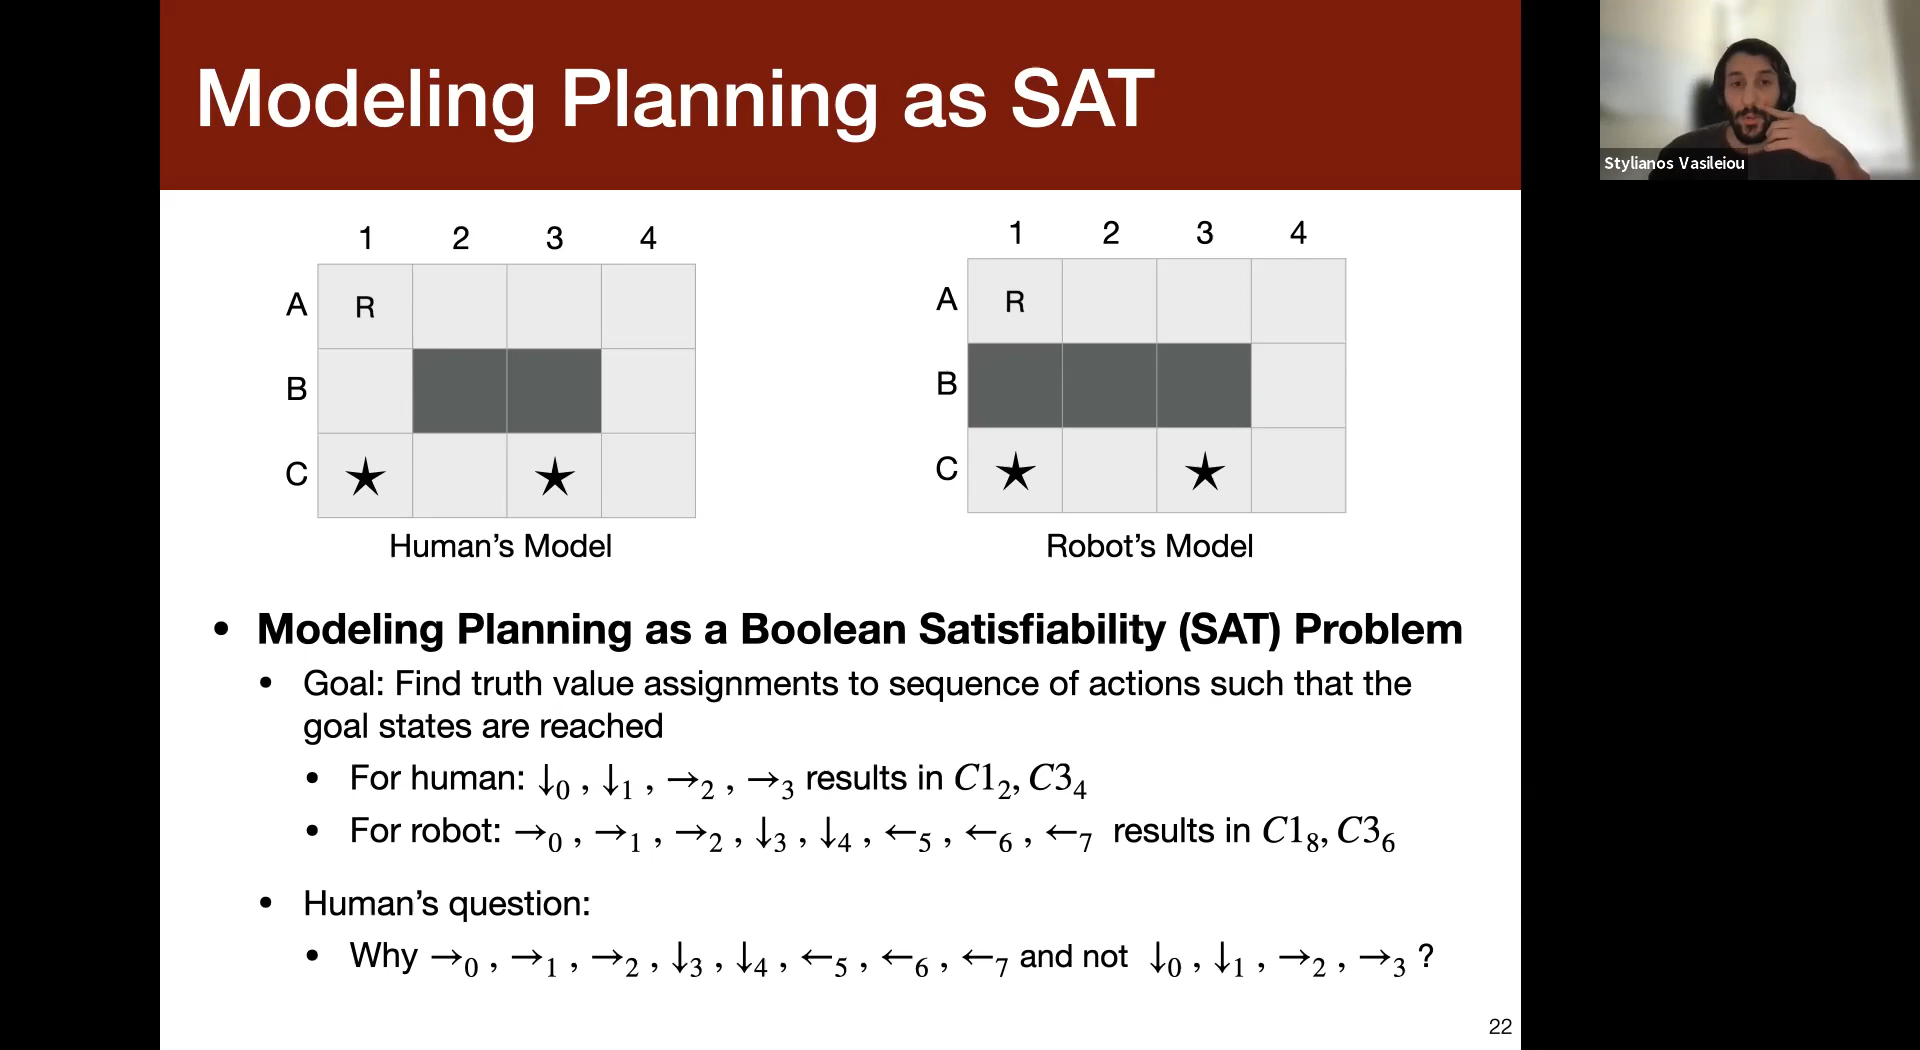 Modeling Planning as SAT
Stylianos Vasileiou
1 2 3 4
A R
B
C ★ ★
Human's Model
1 2 3 4
A R
B
C ★ ★
Robot's Model
• Modeling Planning as a Boolean Satisfiability (SAT) Problem
• Goal: Find truth value assignments to sequence of actions such that the
goal states are reached
• For human: ↓₀ , ↓₁ , →₂ , →₃ results in C1₂, C3₄
• For robot: →₀ , →₁ , →₂ , ↓₃ , ↓₄ , ←₅ , ←₆ , ←₇ results in C1₈, C3₆
• Human's question:
• Why →₀ , →₁ , →₂ , ↓₃ , ↓₄ , ←₅ , ←₆ , ←₇ and not ↓₀ , ↓₁ , →₂ , →₃ ?
22